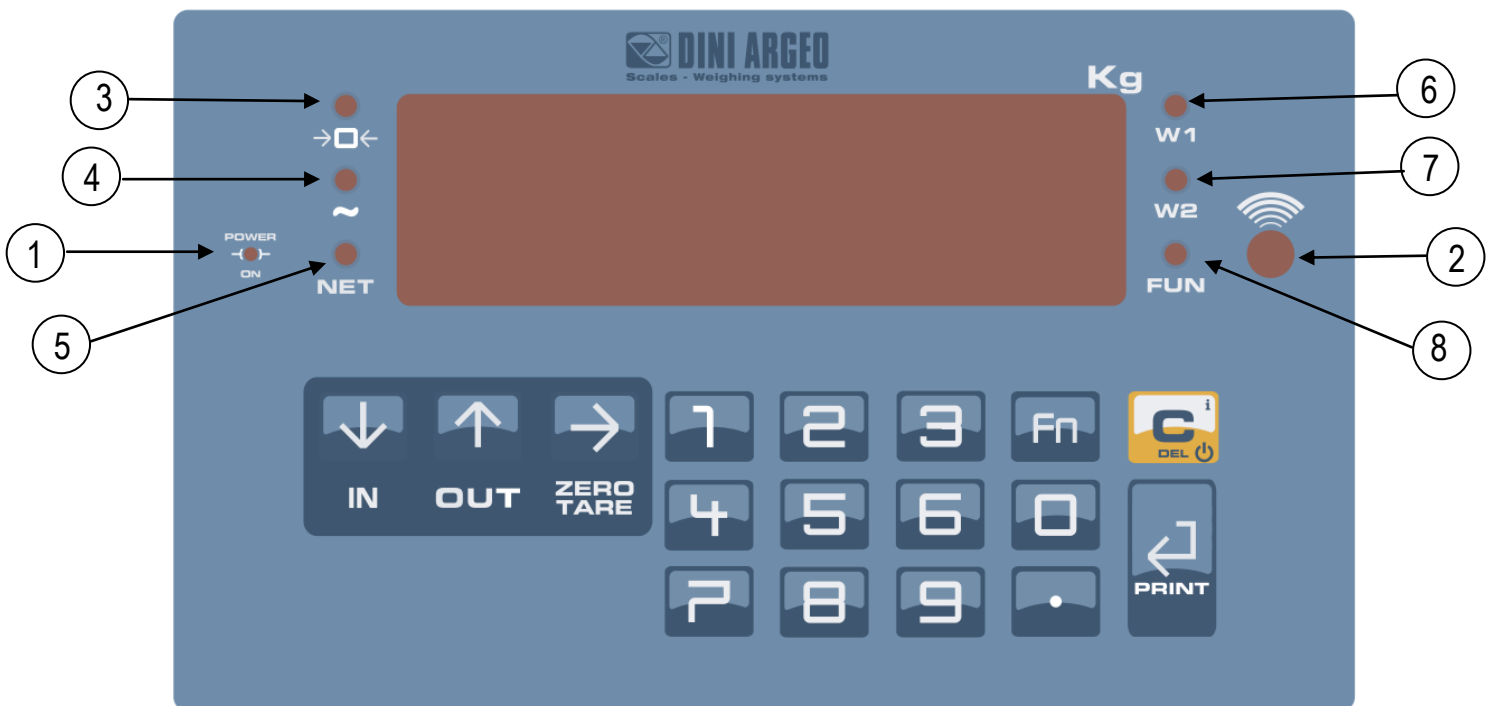 DINI ARGEO
Scales - Weighing systems
Kg
3
6
→0←
W1
4
7
~
W2
1
POWER
ON
2
NET
FUN
5
8
1
2
3
Fn
C
i
DEL
IN
OUT
ZERO
TARE
4
5
6
0
PRINT
7
8
9
.